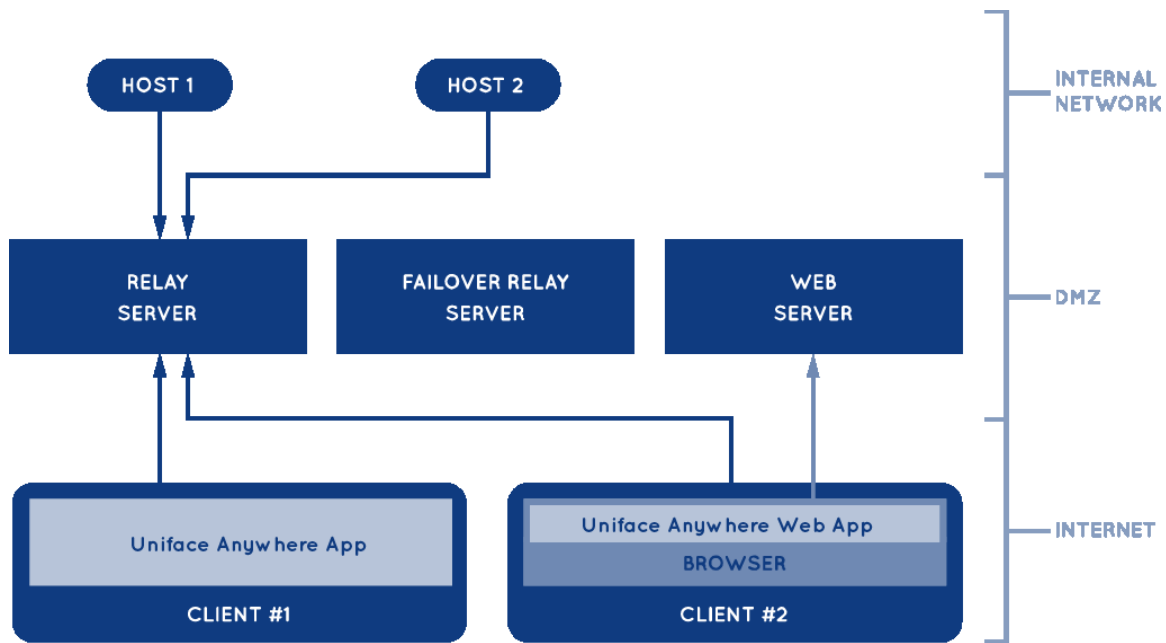 HOST 1
HOST 2
INTERNAL
NETWORK
RELAY
SERVER
FAILOVER RELAY
SERVER
WEB
SERVER
DMZ
Uniface Anywhere App
CLIENT #1
Uniface Anywhere Web App
BROWSER
CLIENT #2
INTERNET